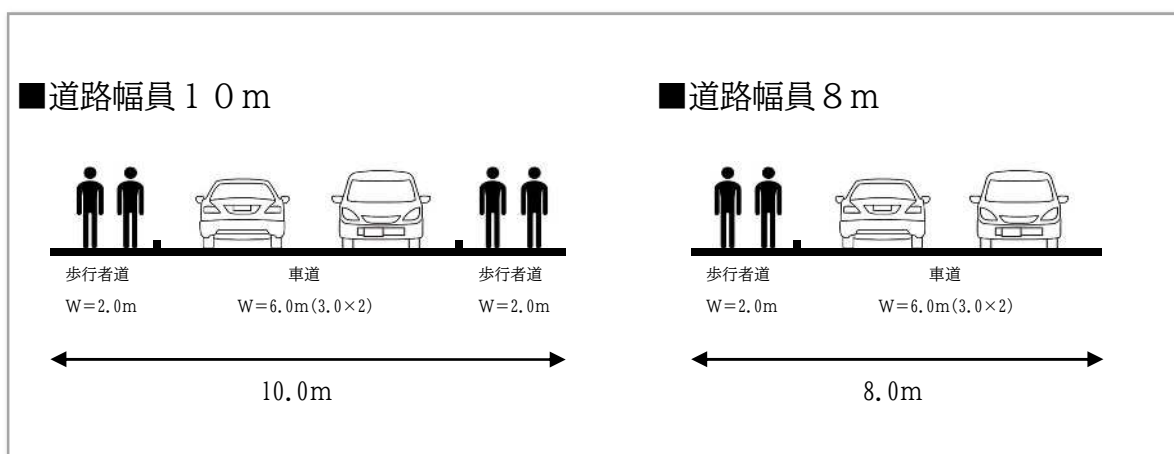 ■道路幅員１０ｍ
歩行者道 車道 歩行者道
W=2.0m W=6.0m(3.0×2) W=2.0m
10.0m
■道路幅員８ｍ
歩行者道 車道
W=2.0m W=6.0m(3.0×2)
8.0m